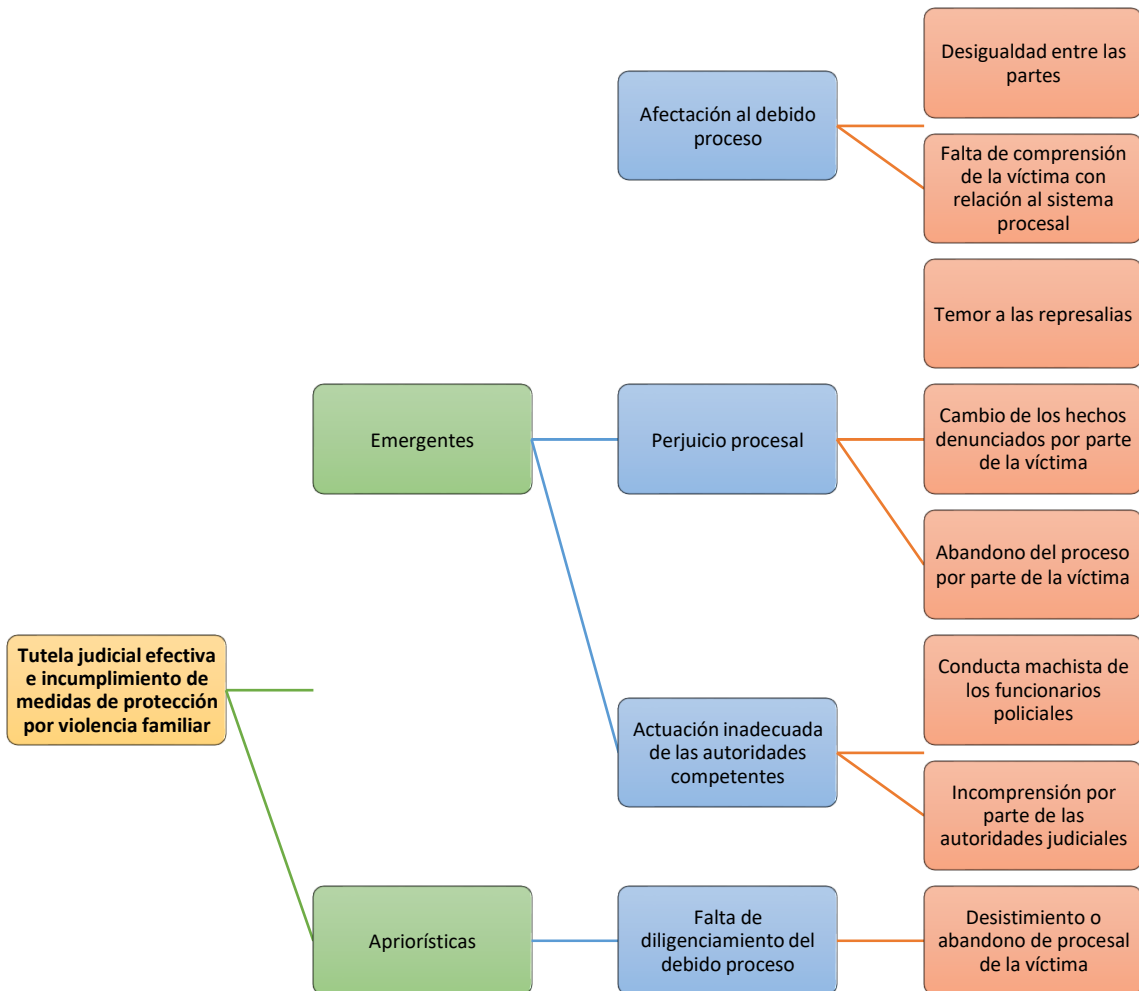 Desigualdad entre las
partes
Afectación al debido
proceso
Falta de comprensión
de la víctima con
relación al sistema
procesal
Temor a las represalias
Emergentes
Perjuicio procesal
Cambio de los hechos
denunciados por parte
de la víctima
Abandono del proceso
por parte de la víctima
Tutela judicial efectiva
e incumplimiento de
medidas de protección
por violencia familiar
Conducta machista de
los funcionarios
policiales
Actuación inadecuada
de las autoridades
competentes
Incomprensión por
parte de las
autoridades judiciales
Apriorísticas
Falta de
diligenciamiento del
debido proceso
Desistimiento o
abandono de procesal
de la víctima